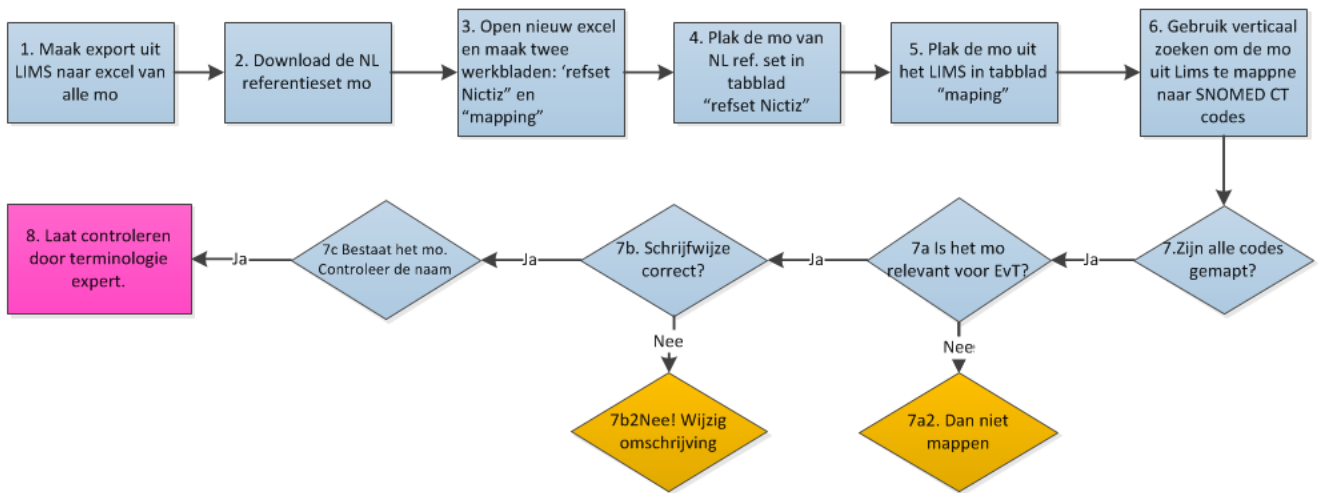 1. Maak export uit
LIMS naar excel van
alle mo
2. Download de NL
referentieset mo
3. Open nieuw excel
en maak twee
werkbladen: ‘refset
Nictiz” en
“mapping”
4. Plak de mo van
NL ref. set in
tabblad
“refset Nictiz”
5. Plak de mo uit
het LIMS in tabblad
“maping”
6. Gebruik verticaal
zoeken om de mo
uit Lims te mappne
naar SNOMED CT
codes
7.Zijn alle codes
gemapt?
Ja
7a Is het mo
relevant voor EvT?
Ja
7b. Schrijfwijze
correct?
Ja
7c Bestaat het mo.
Controleer de naam
Ja
8. Laat controleren
door terminologie
expert.
Nee
7b2Nee! Wijzig
omschrijving
Nee
7a2. Dan niet
mappen